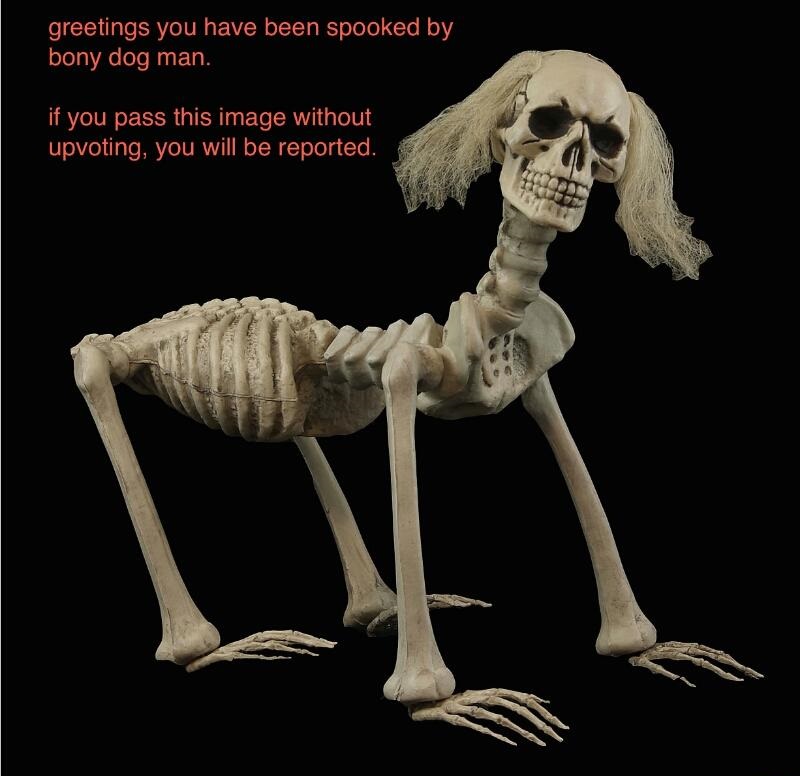 greetings you have been spooked by
bony dog man.
if you pass this image without
upvoting, you will be reported.